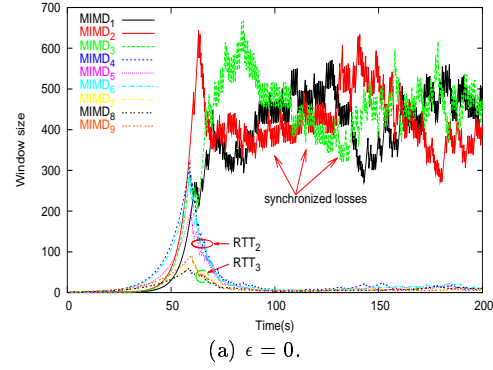 700
600
500
400
300
200
100
0
Window size
MIMD1
MIMD2
MIMD3
MIMD4
MIMD5
MIMD6
MIMD7
MIMD8
MIMD9
synchronized losses
RTT2
RTT3
0 50 100 150 200
Time(s)
(a) ϵ = 0.